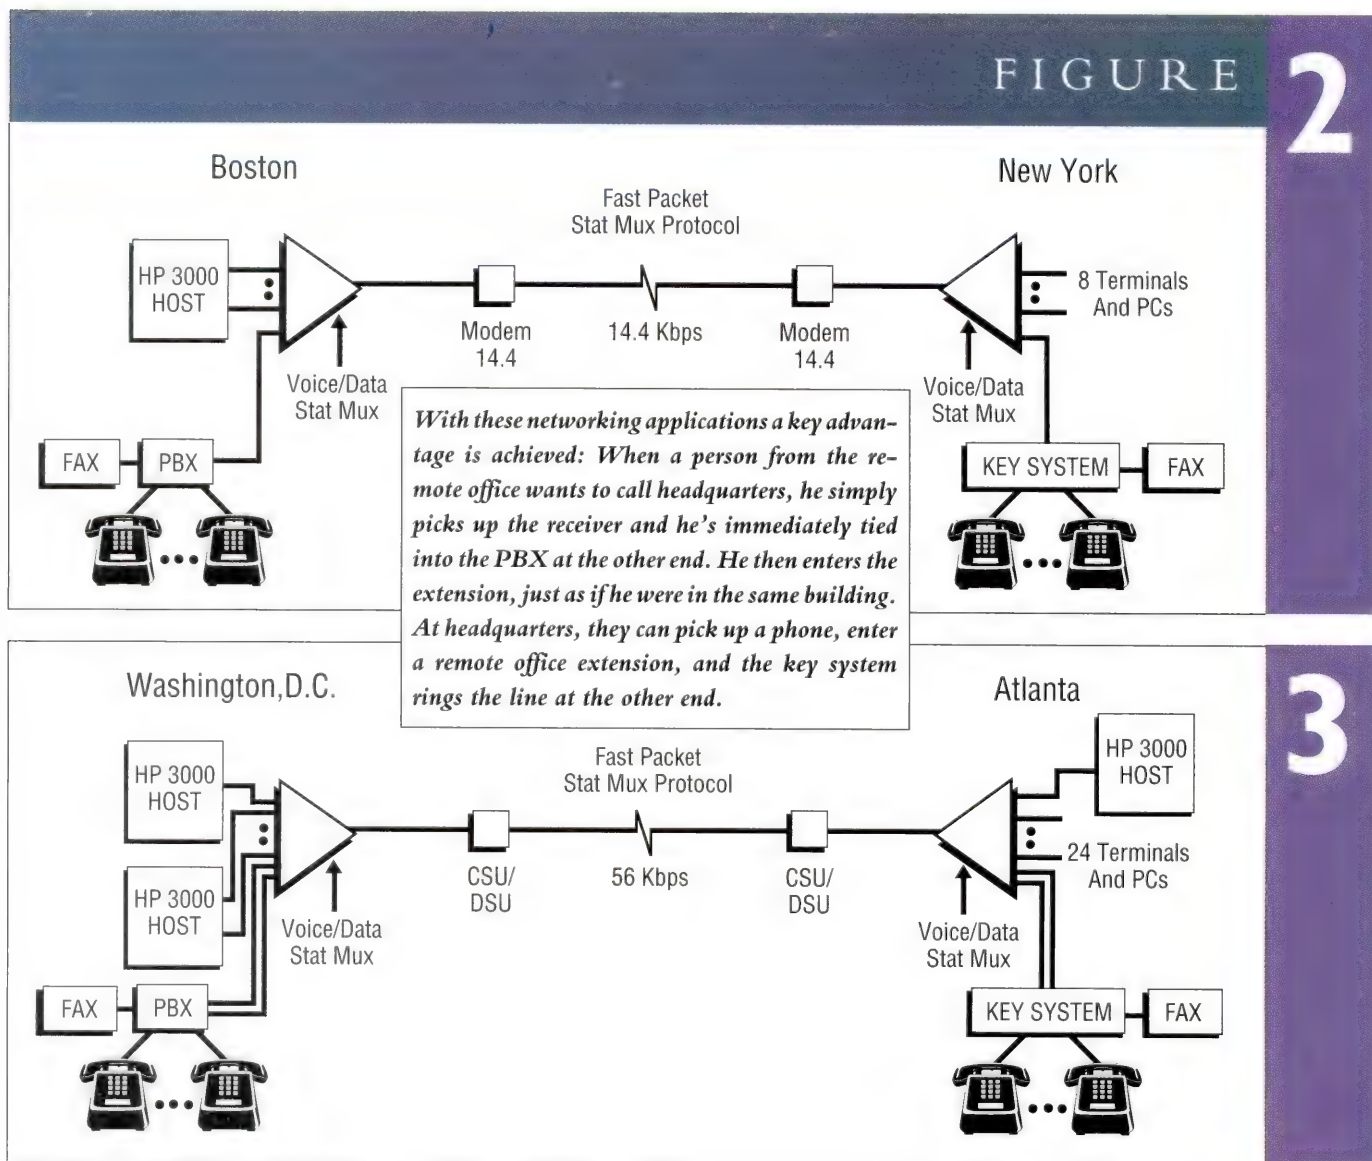 FIGURE 2
Boston
New York
Fast Packet
Stat Mux Protocol
HP 3000
HOST
8 Terminals
And PCs
Modem
14.4
14.4 Kbps
Modem
14.4
Voice/Data
Stat Mux
Voice/Data
Stat Mux
FAX
PBX
KEY SYSTEM
FAX
With these networking applications a key advan-
tage is achieved: When a person from the re-
mote office wants to call headquarters, he simply
picks up the receiver and he's immediately tied
into the PBX at the other end. He then enters the
extension, just as if he were in the same building.
At headquarters, they can pick up a phone, enter
a remote office extension, and the key system
rings the line at the other end.
3
Washington,D.C.
Atlanta
Fast Packet
Stat Mux Protocol
HP 3000
HOST
HP 3000
HOST
HP 3000
HOST
24 Terminals
And PCs
CSU/
DSU
56 Kbps
CSU/
DSU
Voice/Data
Stat Mux
Voice/Data
Stat Mux
FAX
PBX
KEY SYSTEM
FAX